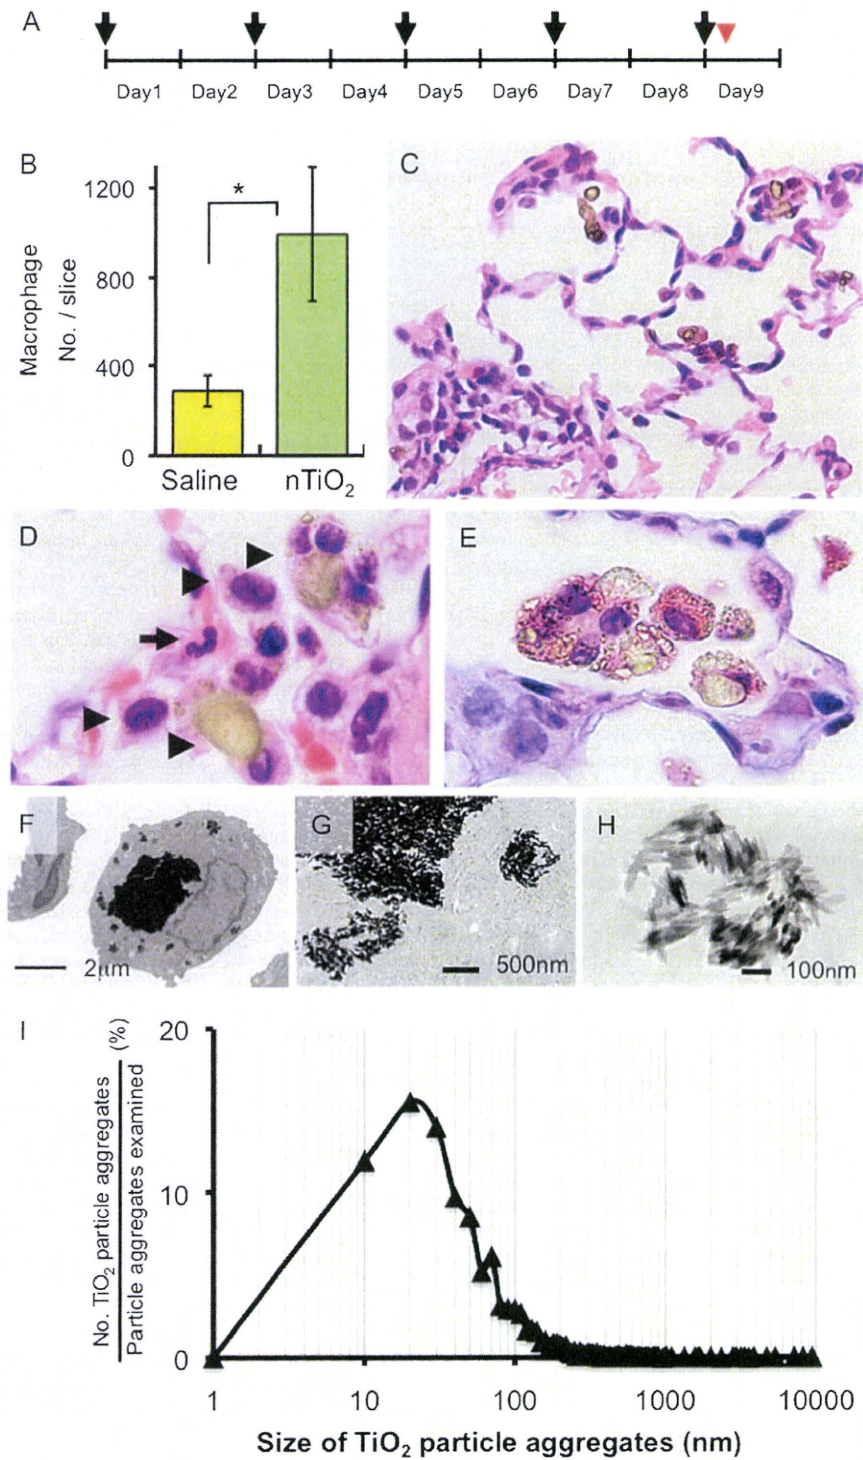 A
Day1 Day2 Day3 Day4 Day5 Day6 Day7 Day8 Day9
B
Macrophage
No. / slice
1200
800
400
0
*
Saline nTiO₂
C
D
E
F
2μm
G
500nm
H
100nm
I
No. TiO₂ particle aggregates
Particle aggregates examined
(%)
20
10
0
1 10 100 1000 10000
Size of TiO₂ particle aggregates (nm)